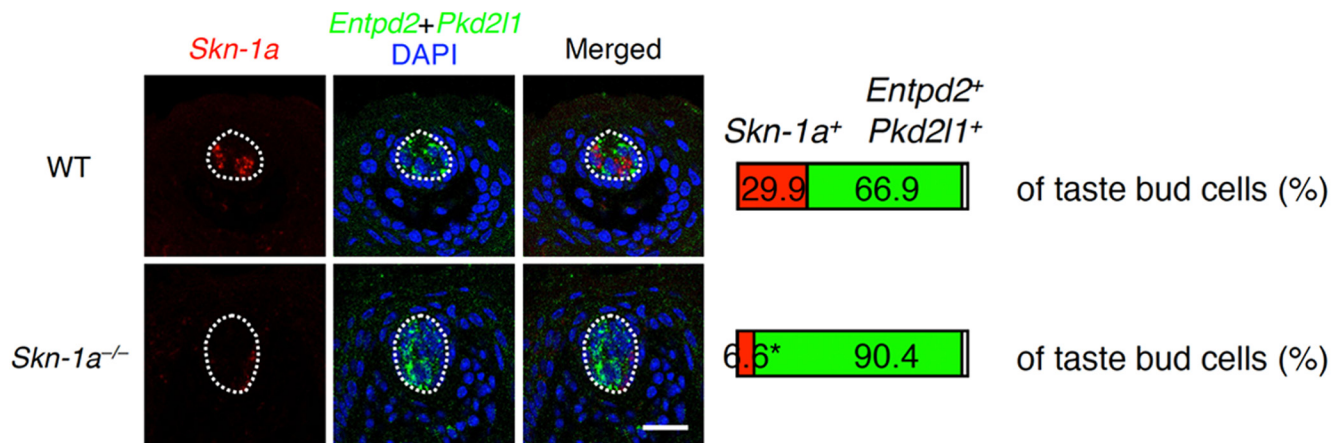 Skn-1a
Entpd2+Pkd2l1
DAPI
Merged
Entpd2+
Skn-1a+ Pkd2l1+
WT
29.9 66.9 of taste bud cells (%)
Skn-1a–/–
6.6* 90.4 of taste bud cells (%)